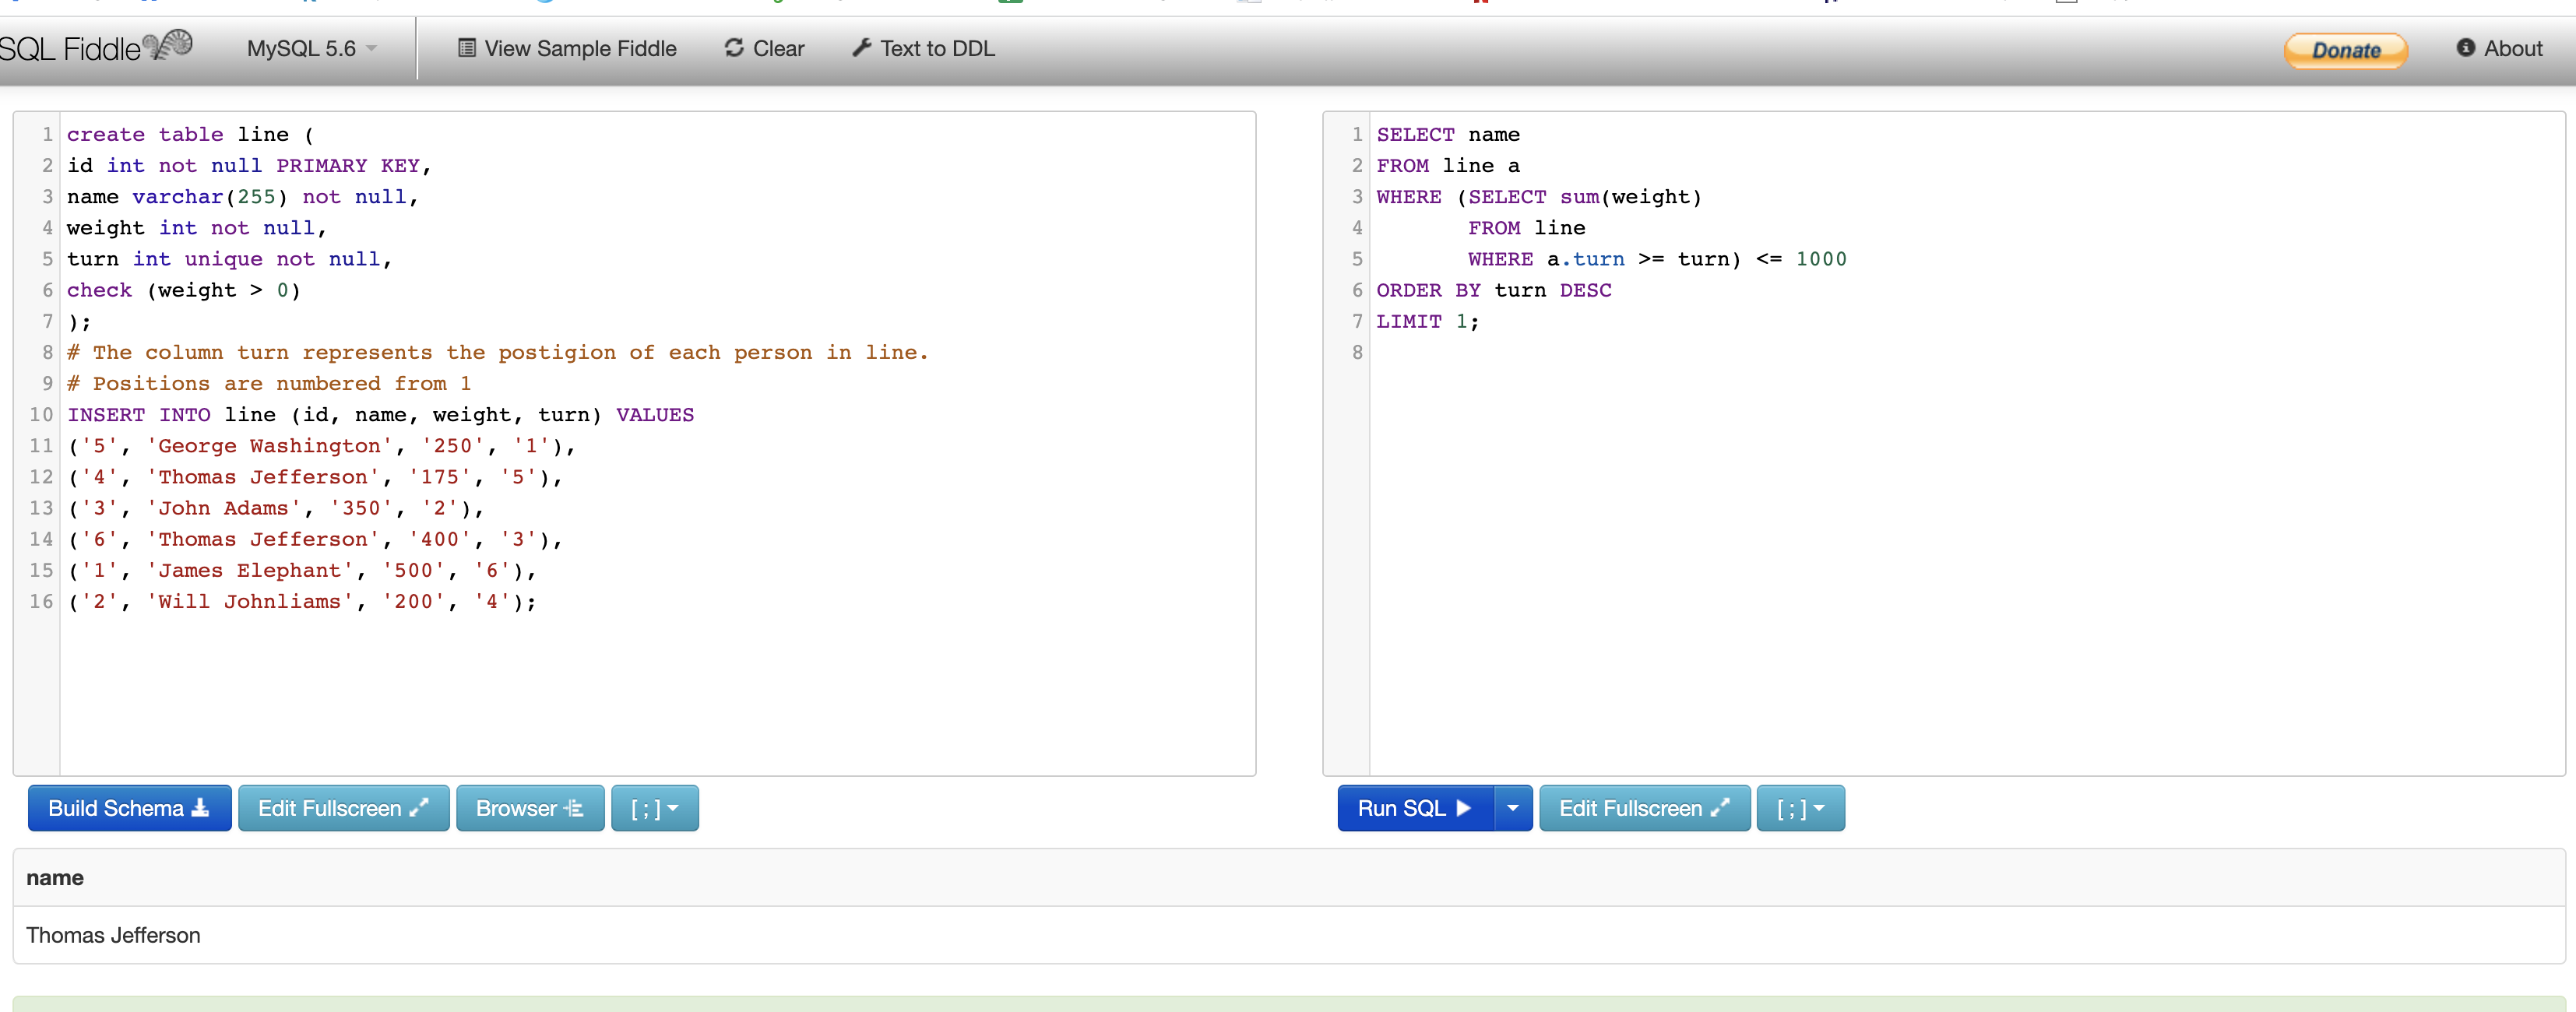 SQL Fiddle MySQL 5.6 View Sample Fiddle Clear Text to DDL Donate About
1 create table line (
2 id int not null PRIMARY KEY,
3 name varchar(255) not null,
4 weight int not null,
5 turn int unique not null,
6 check (weight > 0)
7 );
8 # The column turn represents the postigion of each person in line.
9 # Positions are numbered from 1
10 INSERT INTO line (id, name, weight, turn) VALUES
11 ('5', 'George Washington', '250', '1'),
12 ('4', 'Thomas Jefferson', '175', '5'),
13 ('3', 'John Adams', '350', '2'),
14 ('6', 'Thomas Jefferson', '400', '3'),
15 ('1', 'James Elephant', '500', '6'),
16 ('2', 'Will Johnliams', '200', '4');
1 SELECT name
2 FROM line a
3 WHERE (SELECT sum(weight)
4 FROM line
5 WHERE a.turn >= turn) <= 1000
6 ORDER BY turn DESC
7 LIMIT 1;
8
Build Schema Edit Fullscreen Browser [ ; ]
Run SQL Edit Fullscreen [ ; ]
name
Thomas Jefferson